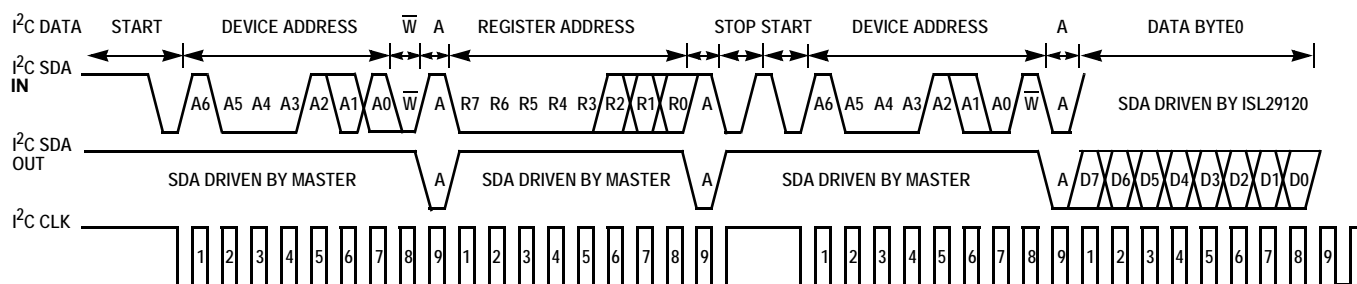 I²C DATA START DEVICE ADDRESS W̅ A REGISTER ADDRESS STOP START DEVICE ADDRESS A DATA BYTE0
I²C SDA
IN A6 A5 A4 A3 A2 A1 A0 W̅ A R7 R6 R5 R4 R3 R2 R1 R0 A A6 A5 A4 A3 A2 A1 A0 W̅ A SDA DRIVEN BY ISL29120
I²C SDA
OUT SDA DRIVEN BY MASTER A SDA DRIVEN BY MASTER A SDA DRIVEN BY MASTER A D7 D6 D5 D4 D3 D2 D1 D0
I²C CLK 1 2 3 4 5 6 7 8 9 1 2 3 4 5 6 7 8 9 1 2 3 4 5 6 7 8 9 1 2 3 4 5 6 7 8 9